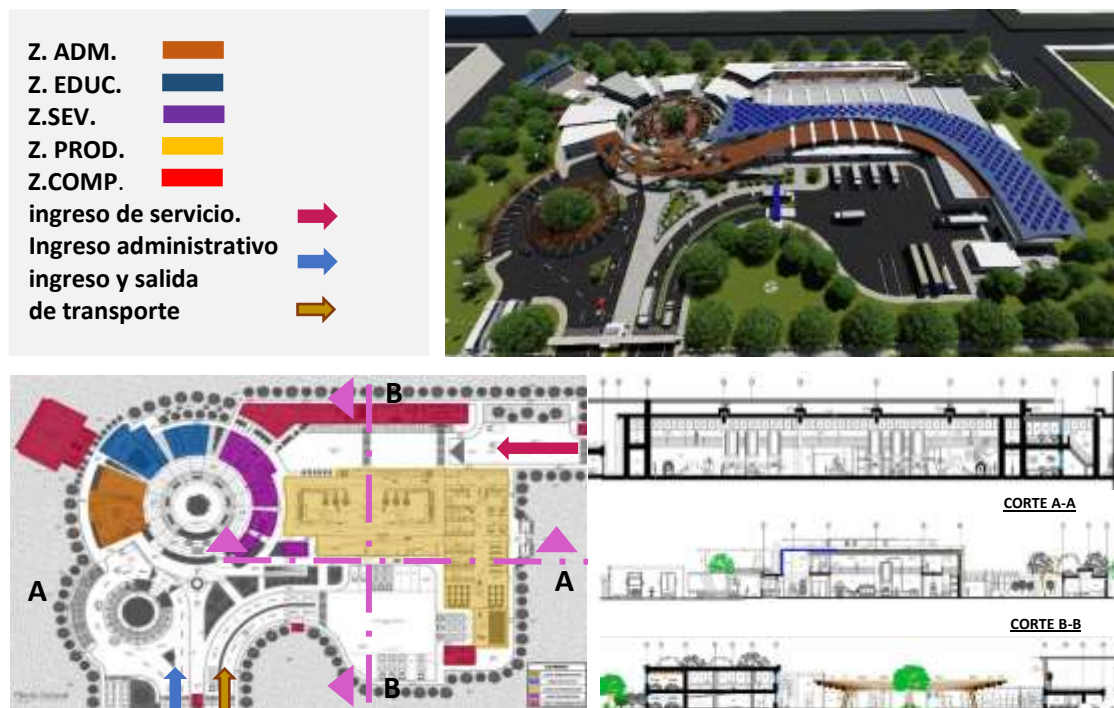 Z. ADM.
Z. EDUC.
Z.SEV.
Z. PROD.
Z.COMP.
ingreso de servicio.
Ingreso administrativo
ingreso y salida
de transporte
B
A
A
B
CORTE A-A
CORTE B-B